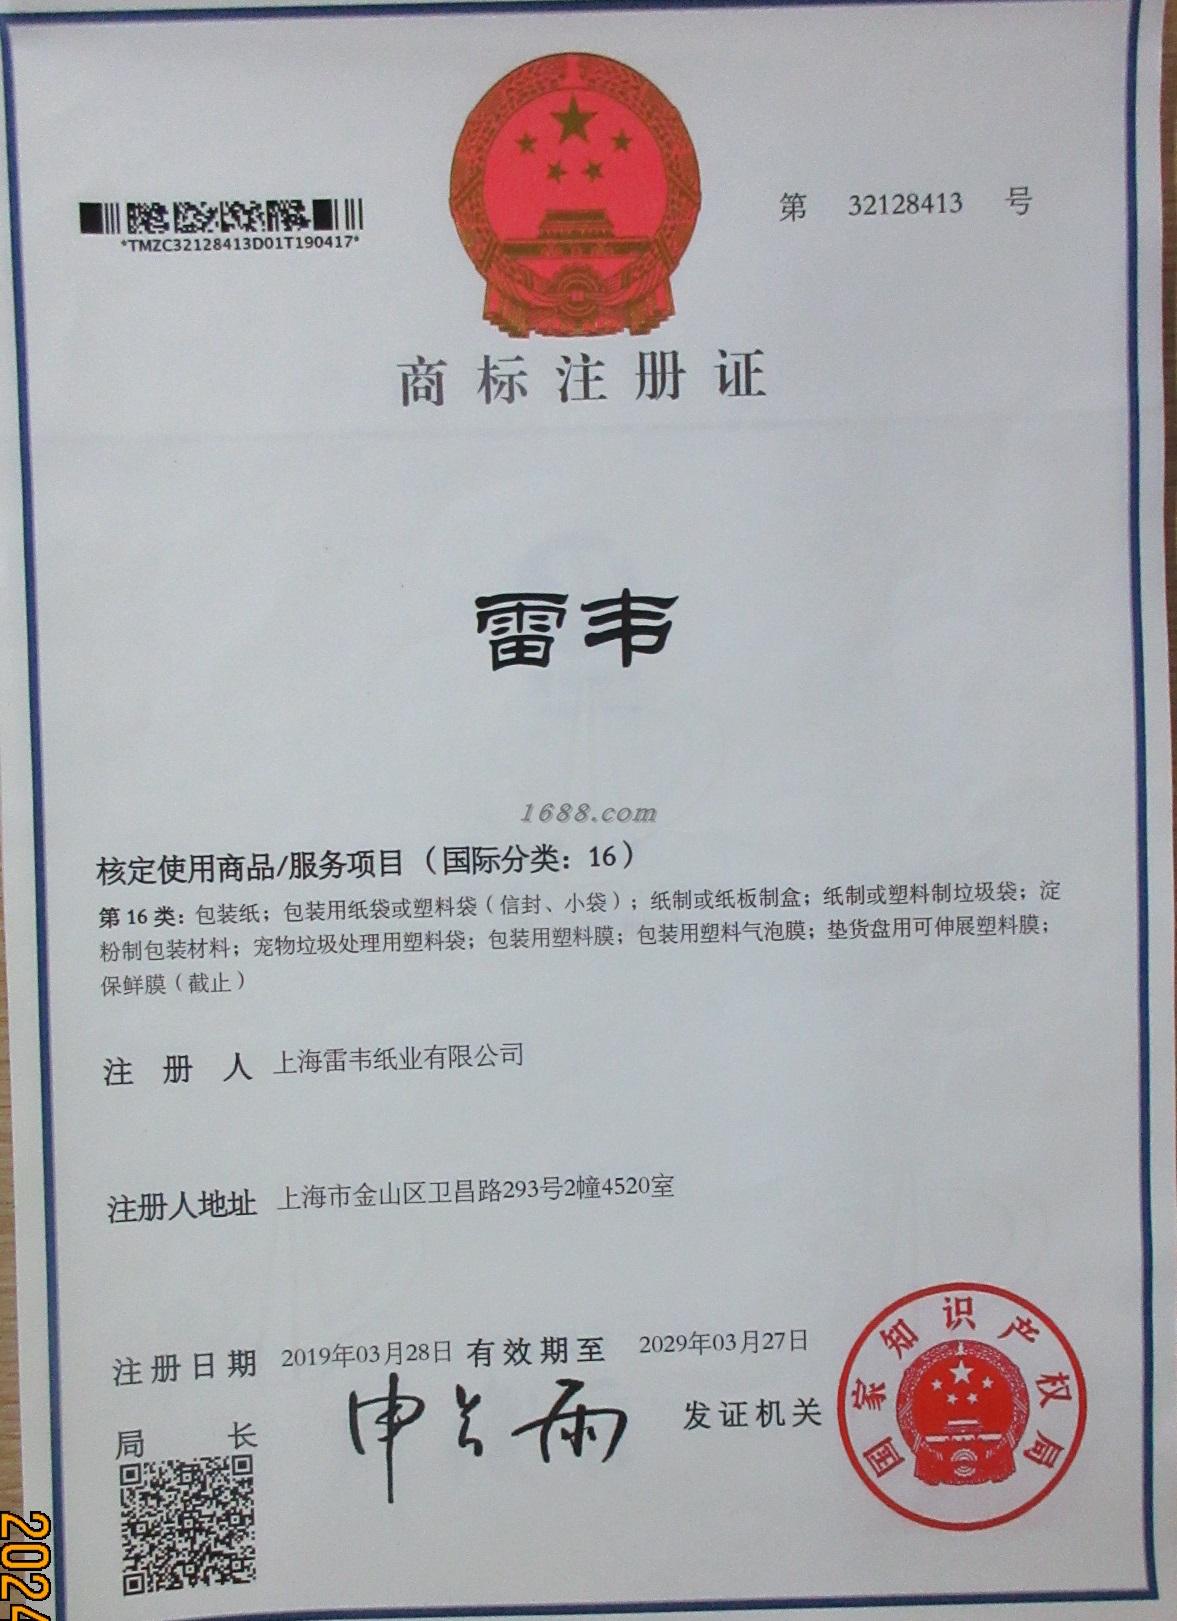 第 32128413 号
*TMZC32128413D01T190417*
商标注册证
雷韦
1688.com
核定使用商品/服务项目（国际分类：16）
第 16 类：包装纸；包装用纸袋或塑料袋（信封、小袋）；纸制或纸板制盒；纸制或塑料制垃圾袋；淀
粉制包装材料；宠物垃圾处理用塑料袋；包装用塑料膜；包装用塑料气泡膜；垫货盘用可伸展塑料膜；
保鲜膜（截止）
注册人 上海雷韦纸业有限公司
注册人地址 上海市金山区卫昌路293号2幢4520室
注册日期 2019年03月28日 有效期至 2029年03月27日
局长 申长雨 发证机关
国家知识产权局
2024